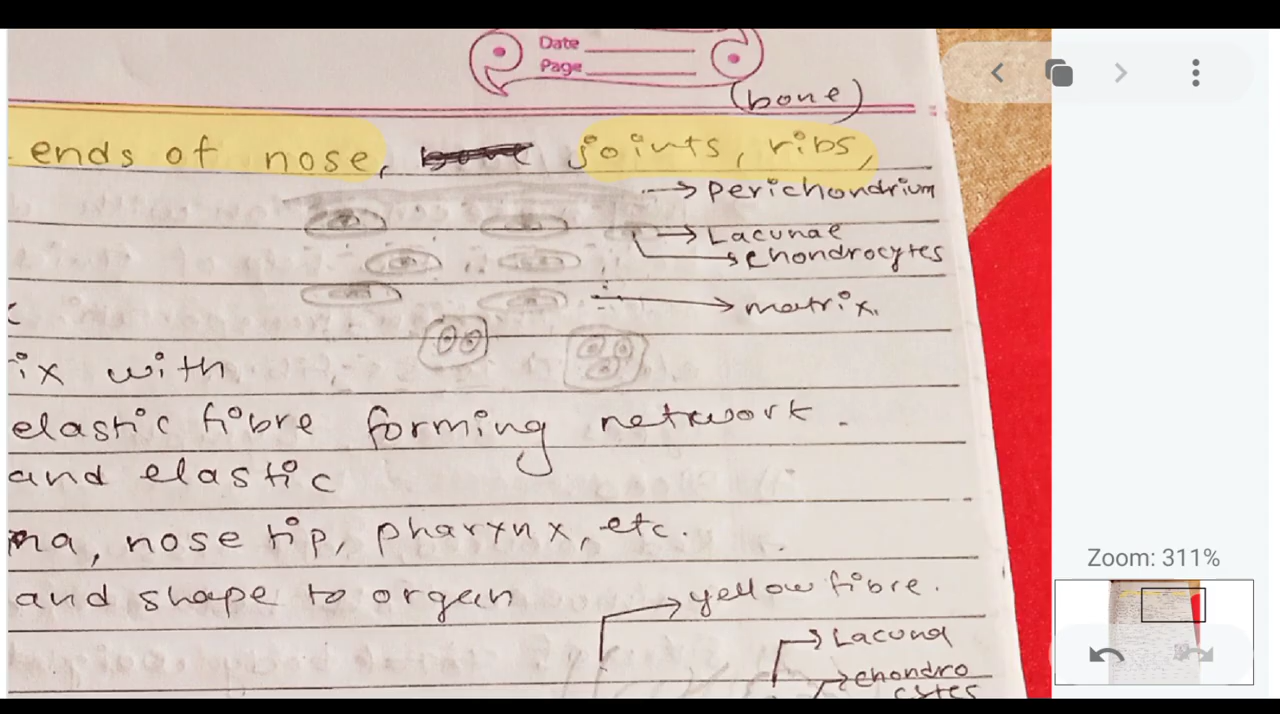 Date
Page
(bone)
ends of nose, joints, ribs,
→ perichondrium
→ Lacunae
→ chondrocytes
→ matrix.
ix with
elastic fibre forming network.
and elastic
na, nose tip, pharynx, etc.
and shape to organ
→ yellow fibre.
→ Lacuna
→ chondro
cytes
Zoom: 311%